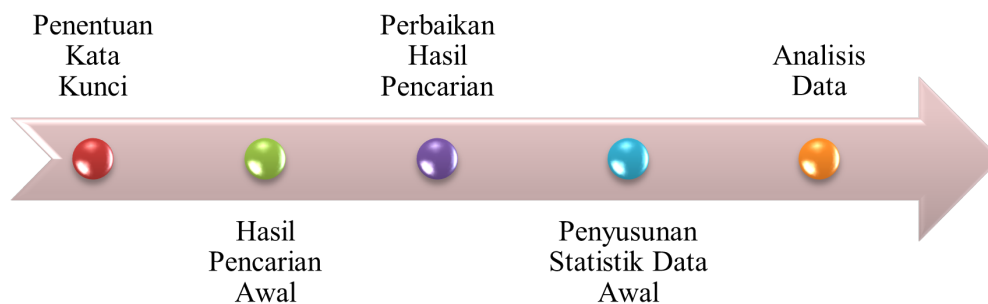 Penentuan
Kata
Kunci
Hasil
Pencarian
Awal
Perbaikan
Hasil
Pencarian
Penyusunan
Statistik Data
Awal
Analisis
Data